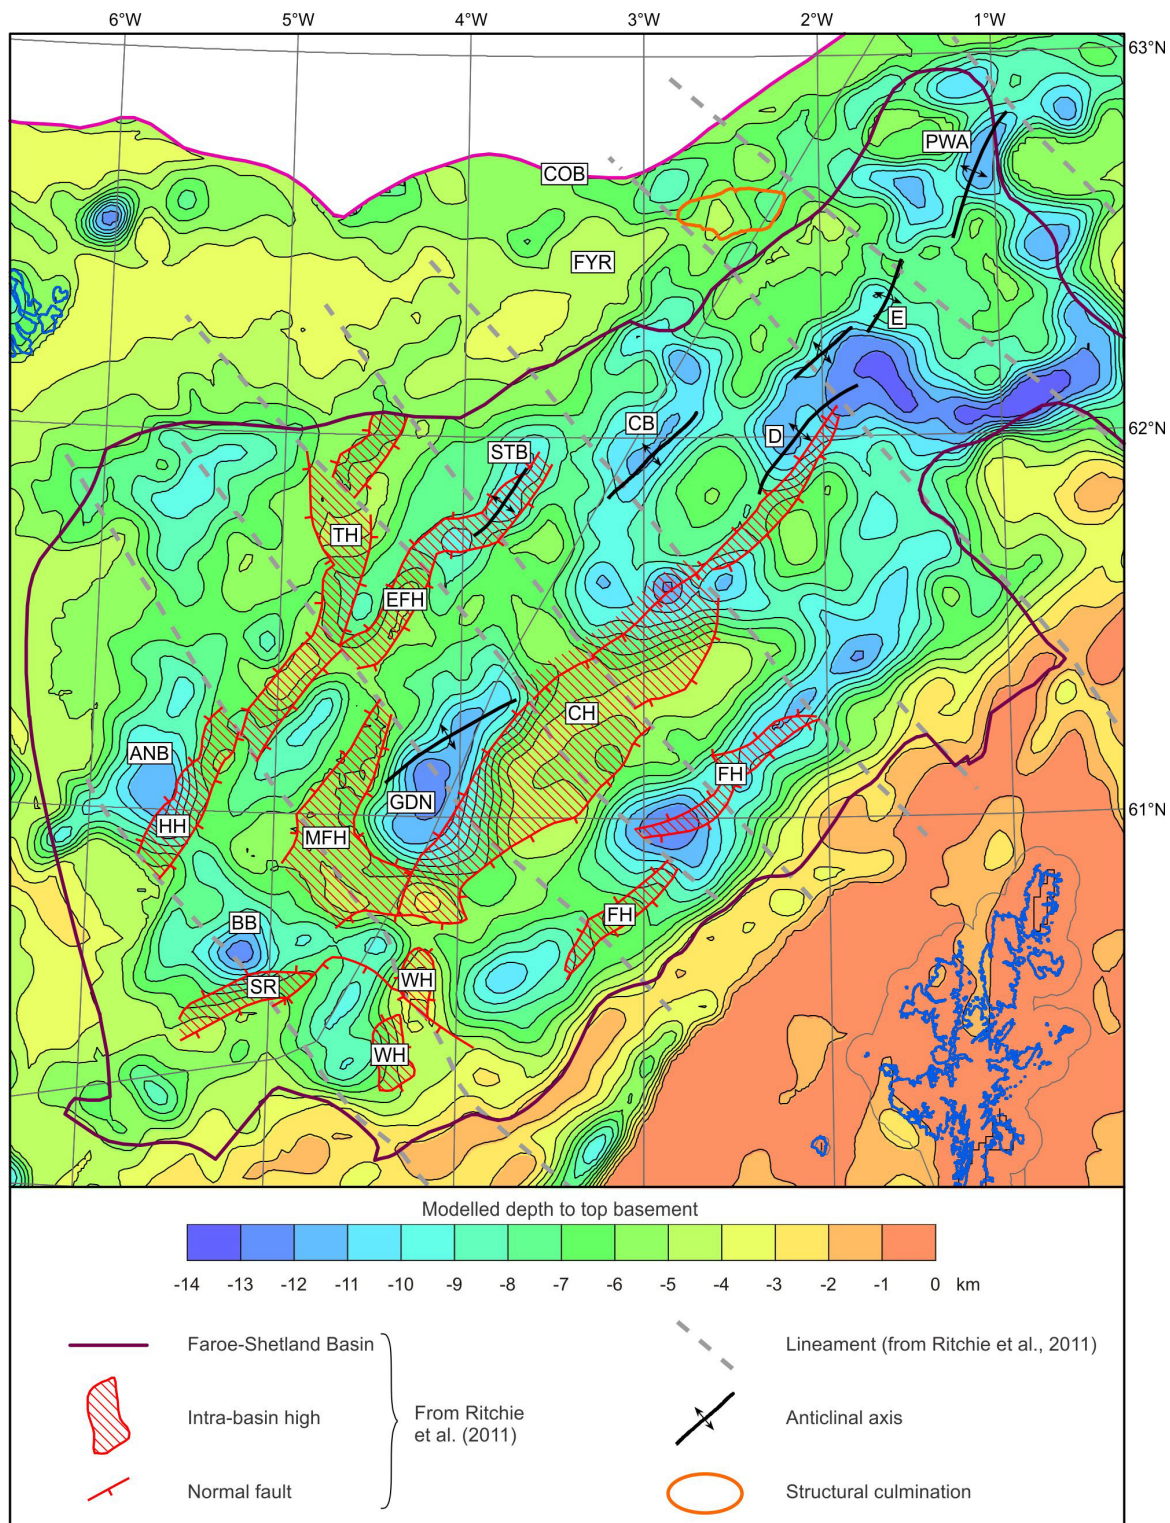 6°W 5°W 4°W 3°W 2°W 1°W
63°N
PWA
COB
FYR
E
CB
62°N
D
STB
TH
EFH
CH
ANB
FH
GDN
61°N
HH
MFH
FH
BB
WH
SR
WH
Modelled depth to top basement
-14 -13 -12 -11 -10 -9 -8 -7 -6 -5 -4 -3 -2 -1 0 km
Faroe-Shetland Basin
Lineament (from Ritchie et al., 2011)
Intra-basin high
From Ritchie
et al. (2011)
Anticlinal axis
Normal fault
Structural culmination